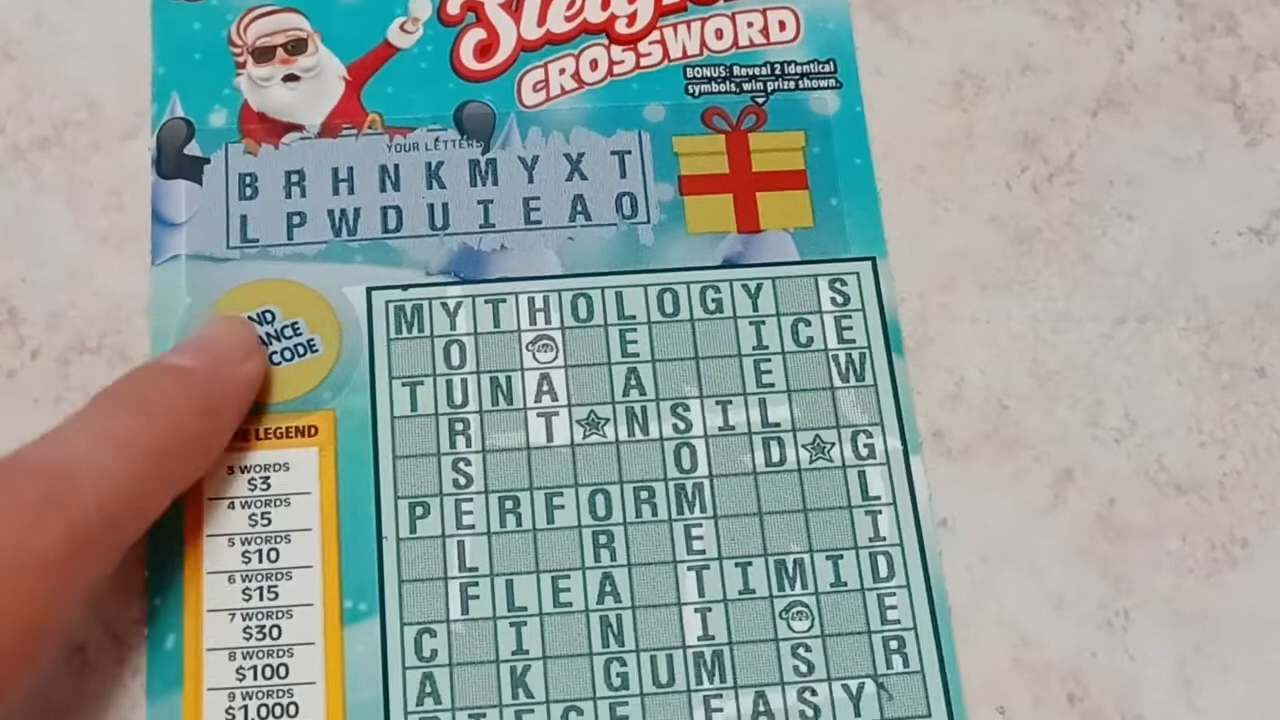 CROSSWORD
BONUS: Reveal 2 identical
symbols, win prize shown.
YOUR LETTERS
B R H N K M Y X T
L P W D U I E A O
CODE
LEGEND
3 WORDS
$3
4 WORDS
$5
5 WORDS
$10
6 WORDS
$15
7 WORDS
$30
8 WORDS
$100
9 WORDS
$1,000
M Y T H O L O G Y S
O E I C E
T U N A A E W
R T N S I L
S O D G
P E R F O R M L
L R E I
F L E A T I M I D
C I N I E
A K G U M S R
E A S Y